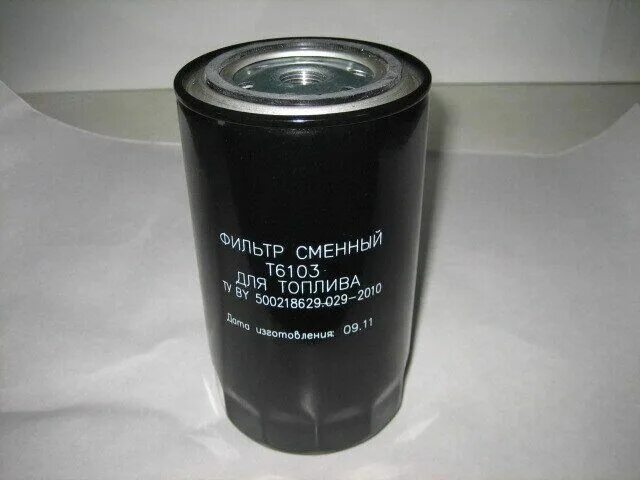 ФИЛЬТР СМЕННЫЙ
Т6103
ДЛЯ ТОПЛИВА
ТУ BY 500218629.029-2010
Дата изготовления: 09.11